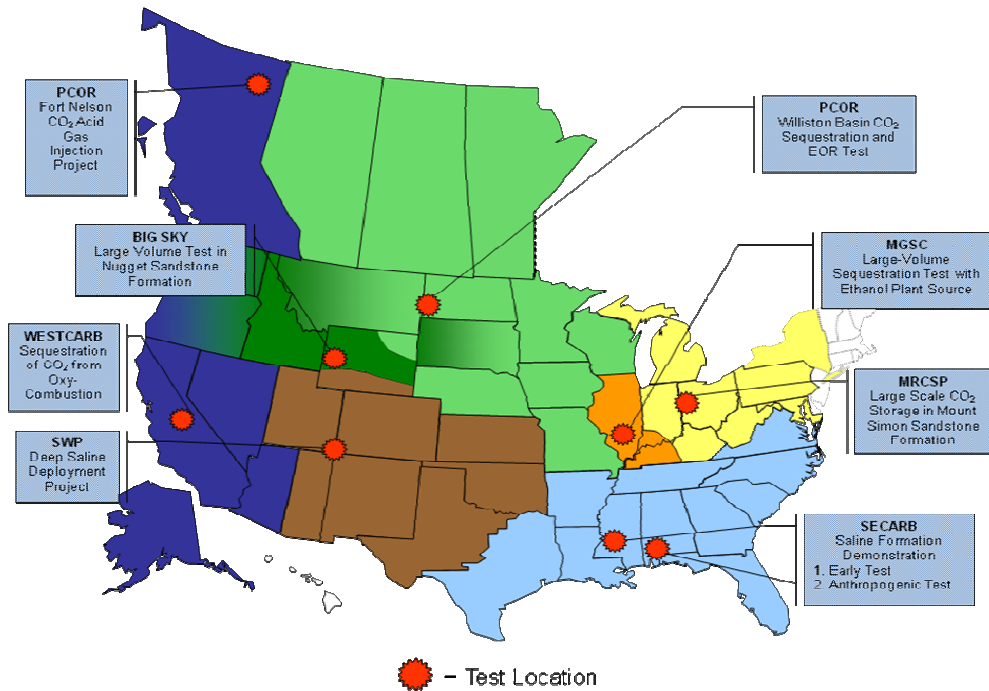 PCOR
Fort Nelson
CO₂ Acid
Gas
Injection
Project
PCOR
Williston Basin CO₂
Sequestration and
EOR Test
BIG SKY
Large Volume Test in
Nugget Sandstone
Formation
MGSC
Large-Volume
Sequestration Test with
Ethanol Plant Source
WESTCARB
Sequestration
of CO₂ from
Oxy-
Combustion
MRCSP
Large Scale CO₂
Storage in Mount
Simon Sandstone
Formation
SWP
Deep Saline
Deployment
Project
SECARB
Saline Formation
Demonstration
1. Early Test
2. Anthropogenic Test
– Test Location